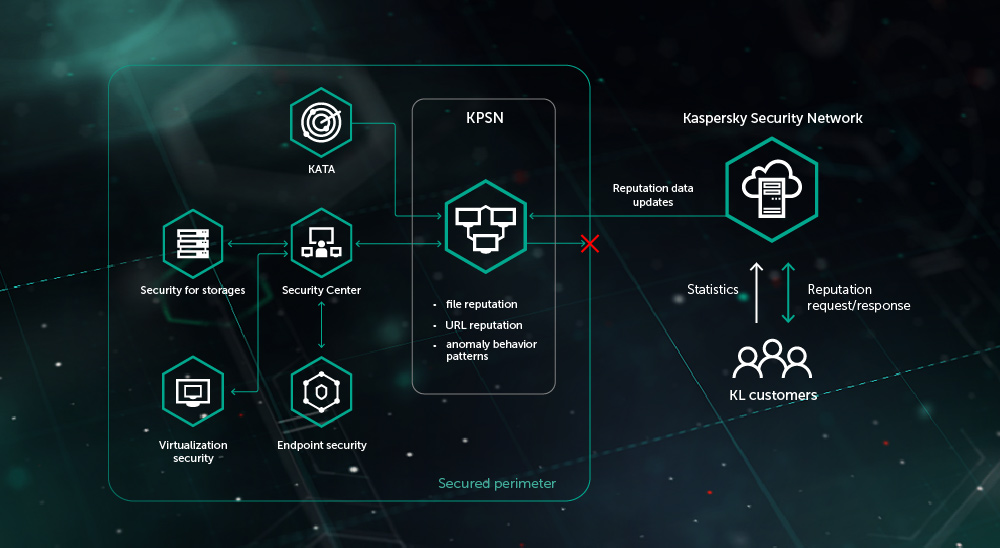 KPSN
Kaspersky Security Network
KATA
Reputation data
updates
Security for storages
Security Center
Statistics
Reputation
request/response
• file reputation
• URL reputation
• anomaly behavior
patterns
KL customers
Virtualization
security
Endpoint security
Secured perimeter